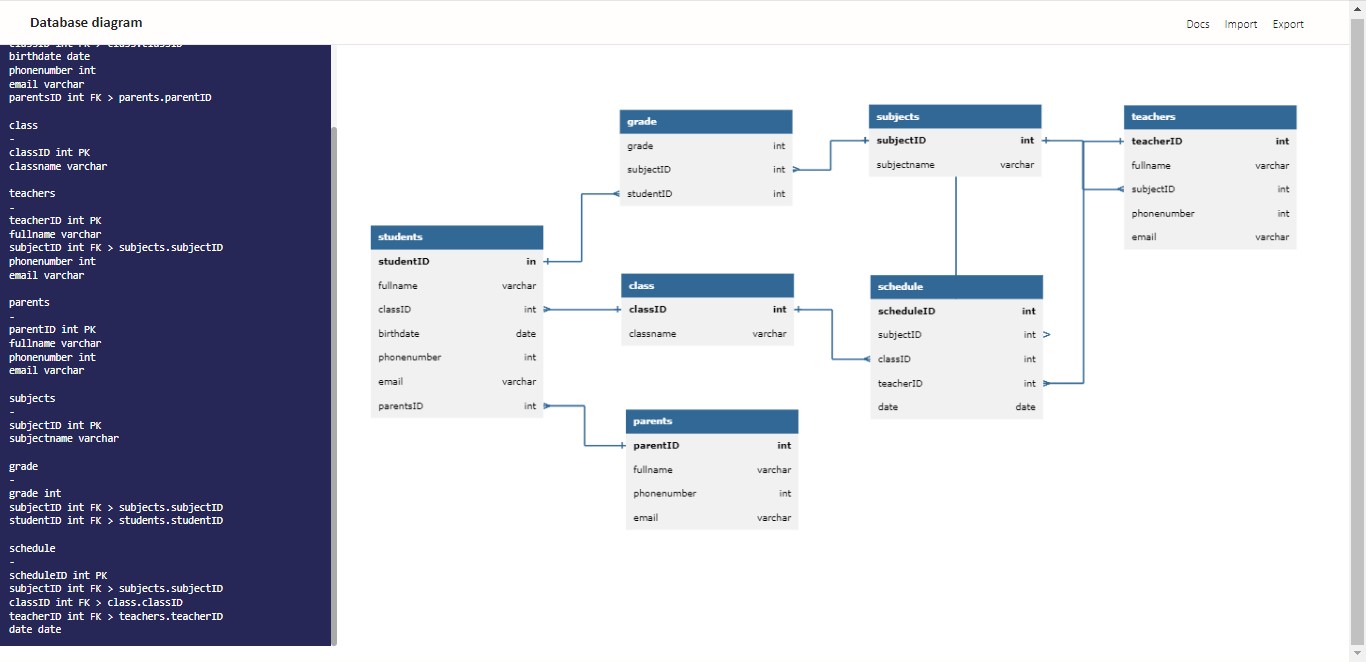 Database diagram
Docs Import Export
classID int FK > class.classID
birthdate date
phonenumber int
email varchar
parentsID int FK > parents.parentID
class
-
classID int PK
classname varchar
teachers
-
teacherID int PK
fullname varchar
subjectID int FK > subjects.subjectID
phonenumber int
email varchar
parents
-
parentID int PK
fullname varchar
phonenumber int
email varchar
subjects
-
subjectID int PK
subjectname varchar
grade
-
grade int
subjectID int FK > subjects.subjectID
studentID int FK > students.studentID
schedule
-
scheduleID int PK
subjectID int FK > subjects.subjectID
classID int FK > class.classID
teacherID int FK > teachers.teacherID
date date
students
studentID in
fullname varchar
classID int
birthdate date
phonenumber int
email varchar
parentsID int
grade
grade int
subjectID int
studentID int
class
classID int
classname varchar
parents
parentID int
fullname varchar
phonenumber int
email varchar
subjects
subjectID int
subjectname varchar
schedule
scheduleID int
subjectID int
classID int
teacherID int
date date
teachers
teacherID int
fullname varchar
subjectID int
phonenumber int
email varchar